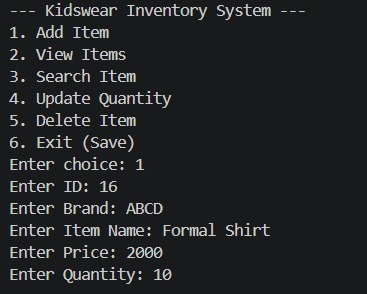 --- Kidswear Inventory System ---
1. Add Item
2. View Items
3. Search Item
4. Update Quantity
5. Delete Item
6. Exit (Save)
Enter choice: 1
Enter ID: 16
Enter Brand: ABCD
Enter Item Name: Formal Shirt
Enter Price: 2000
Enter Quantity: 10